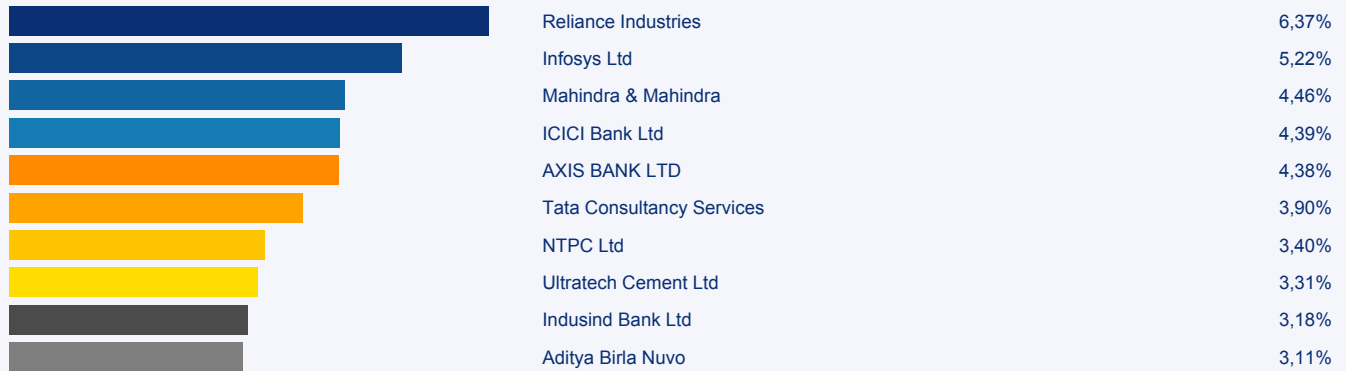 Reliance Industries 6,37%
Infosys Ltd 5,22%
Mahindra & Mahindra 4,46%
ICICI Bank Ltd 4,39%
AXIS BANK LTD 4,38%
Tata Consultancy Services 3,90%
NTPC Ltd 3,40%
Ultratech Cement Ltd 3,31%
Indusind Bank Ltd 3,18%
Aditya Birla Nuvo 3,11%